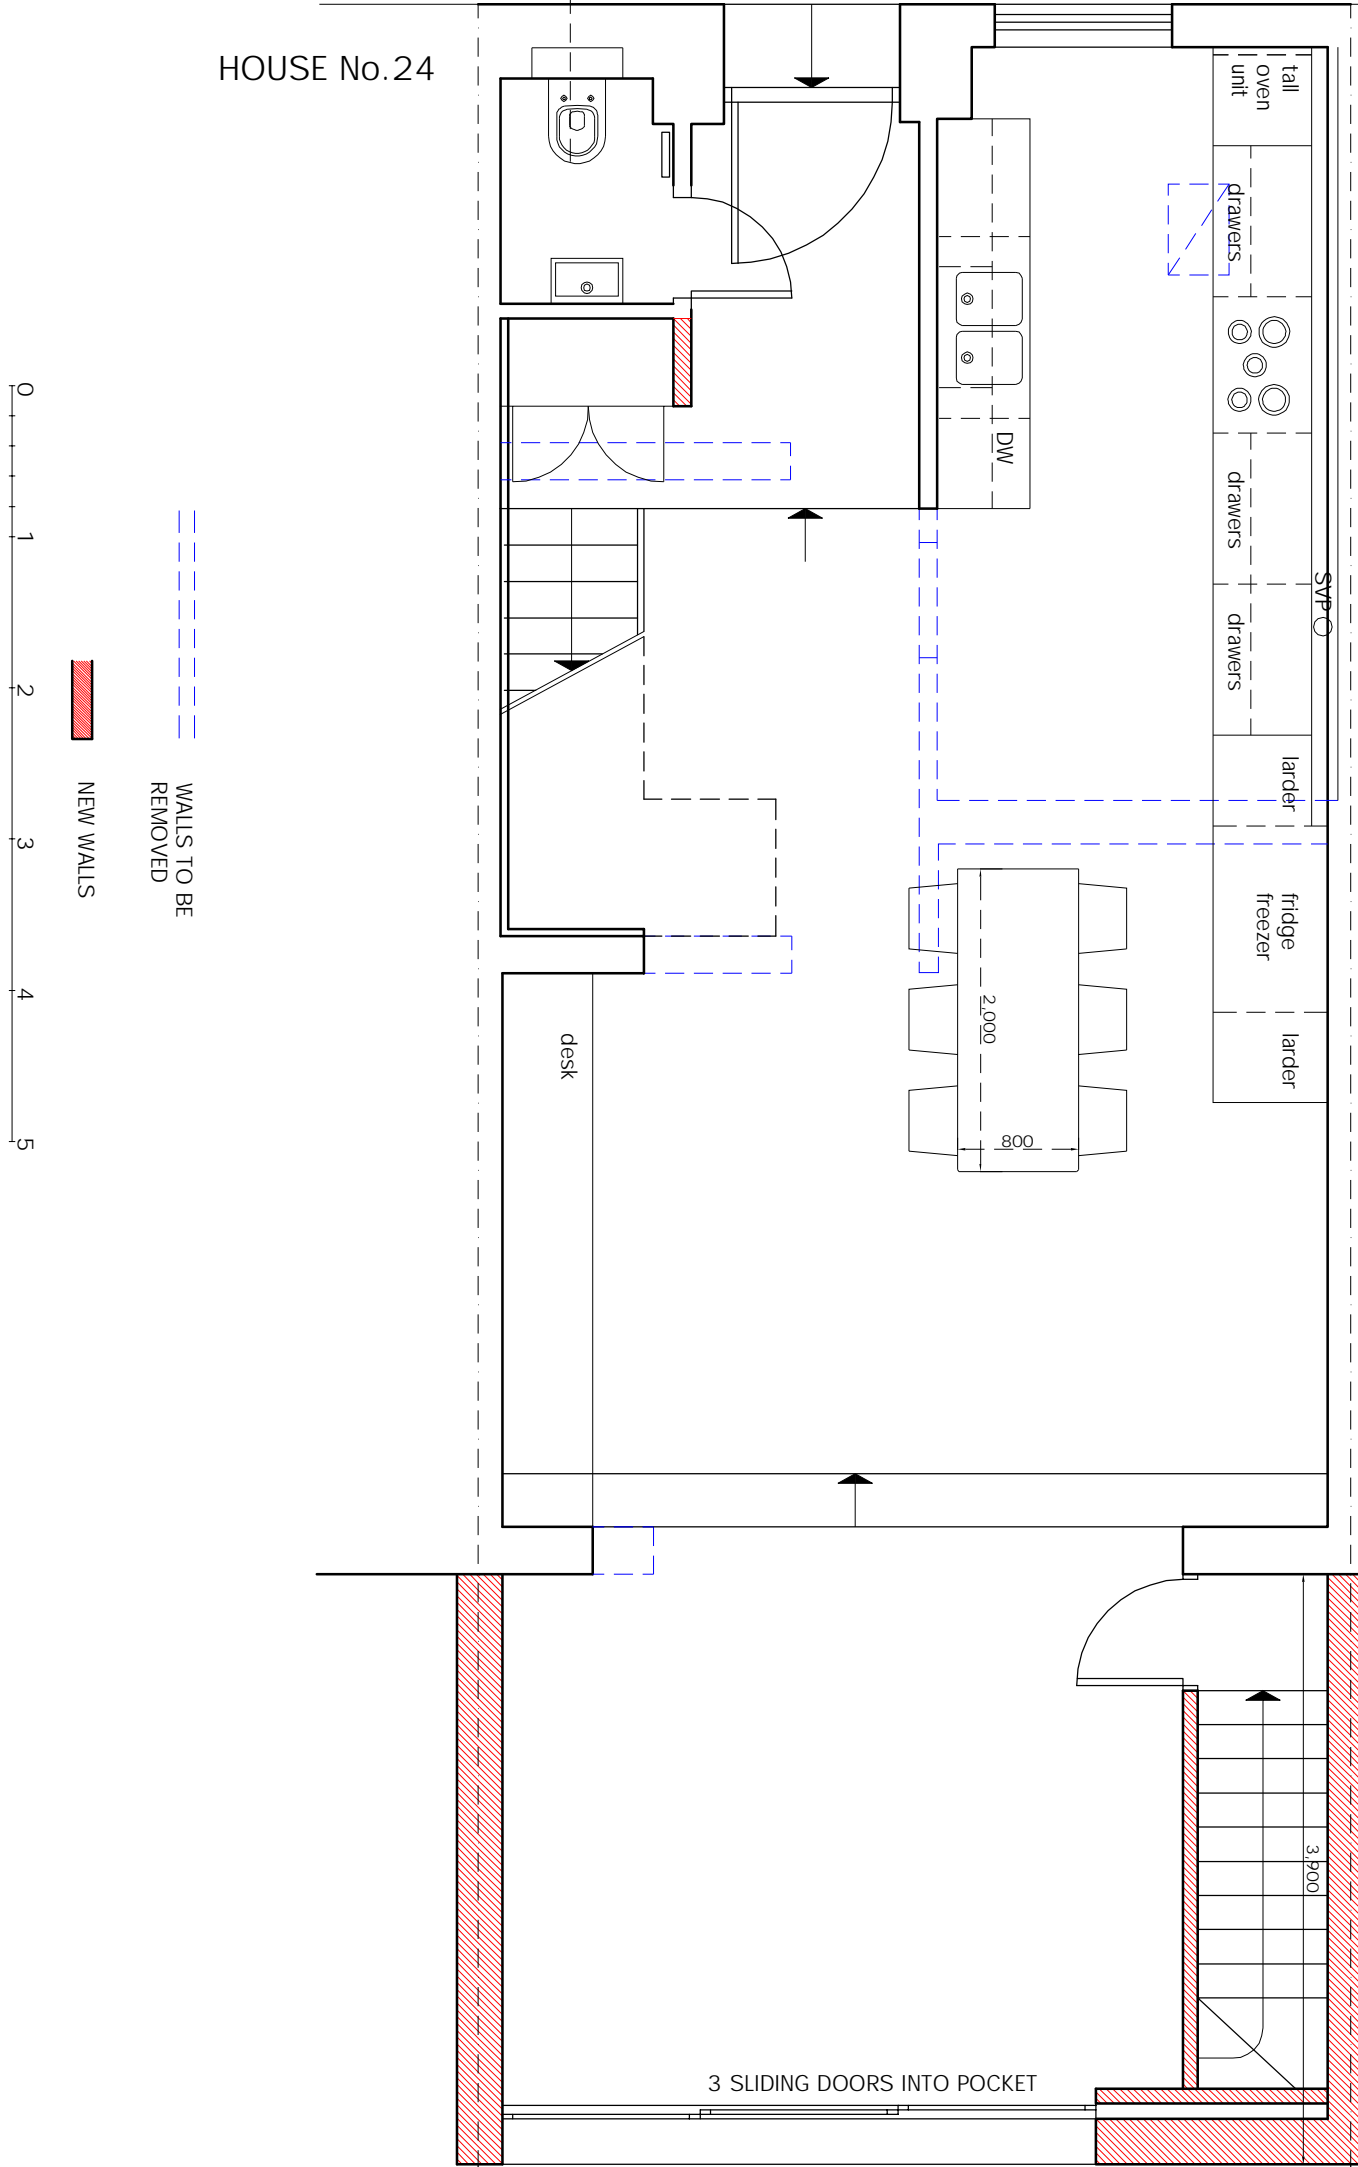 HOUSE No.24
tall
oven
unit
drawers
DW
drawers
SVP
drawers
larder
fridge
freezer
larder
2,000
800
desk
0
1
2
3
4
5
WALLS TO BE
REMOVED
NEW WALLS
3,900
3 SLIDING DOORS INTO POCKET